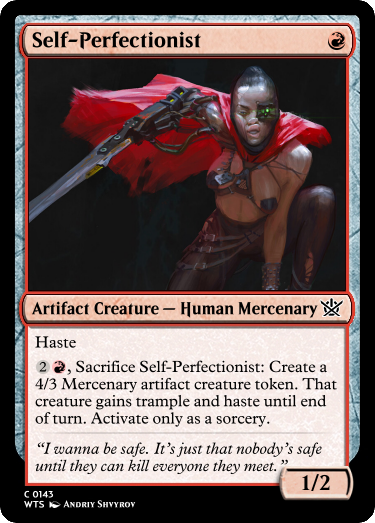 Self-Perfectionist
Artifact Creature — Human Mercenary
Haste
2 , Sacrifice Self-Perfectionist: Create a
4/3 Mercenary artifact creature token. That
creature gains trample and haste until end
of turn. Activate only as a sorcery.
“I wanna be safe. It’s just that nobody’s safe
until they can kill everyone they meet.”
1/2
C 0143
WTS Andriy Shvyrov